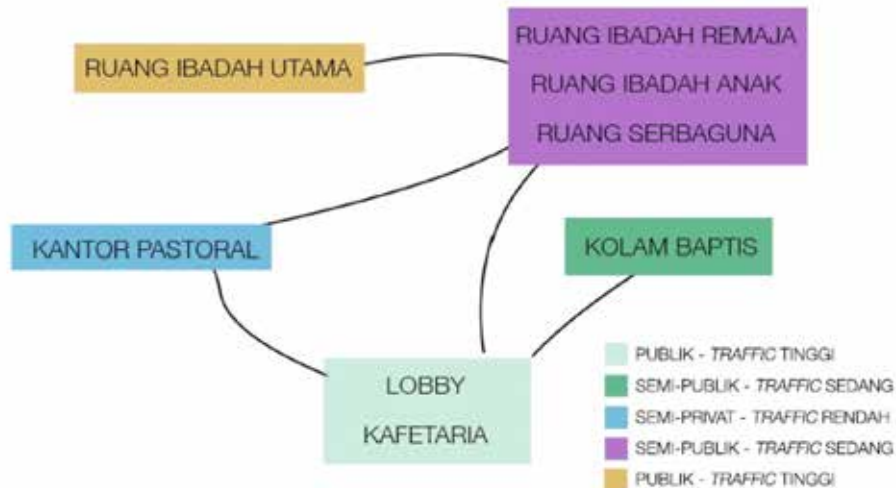 RUANG IBADAH UTAMA
RUANG IBADAH REMAJA
RUANG IBADAH ANAK
RUANG SERBAGUNA
KANTOR PASTORAL
KOLAM BAPTIS
LOBBY
KAFETARIA
PUBLIK - TRAFFIC TINGGI
SEMI-PUBLIK - TRAFFIC SEDANG
SEMI-PRIVAT - TRAFFIC RENDAH
SEMI-PUBLIK - TRAFFIC SEDANG
PUBLIK - TRAFFIC TINGGI